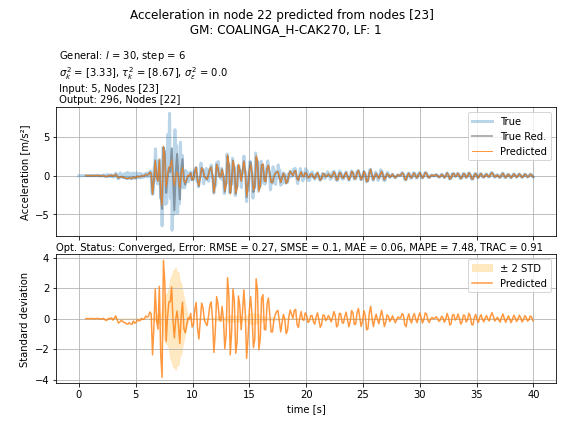 Acceleration in node 22 predicted from nodes [23]
GM: COALINGA_H-CAK270, LF: 1
General: l = 30, step = 6
σ²ₖ = [3.33], τ²ₖ = [8.67], σ²ε = 0.0
Input: 5, Nodes [23]
Output: 296, Nodes [22]
Acceleration [m/s²]
5
0
−5
True
True Red.
Predicted
Opt. Status: Converged, Error: RMSE = 0.27, SMSE = 0.1, MAE = 0.06, MAPE = 7.48, TRAC = 0.91
Standard deviation
4
2
0
−2
−4
± 2 STD
Predicted
0 5 10 15 20 25 30 35 40
time [s]